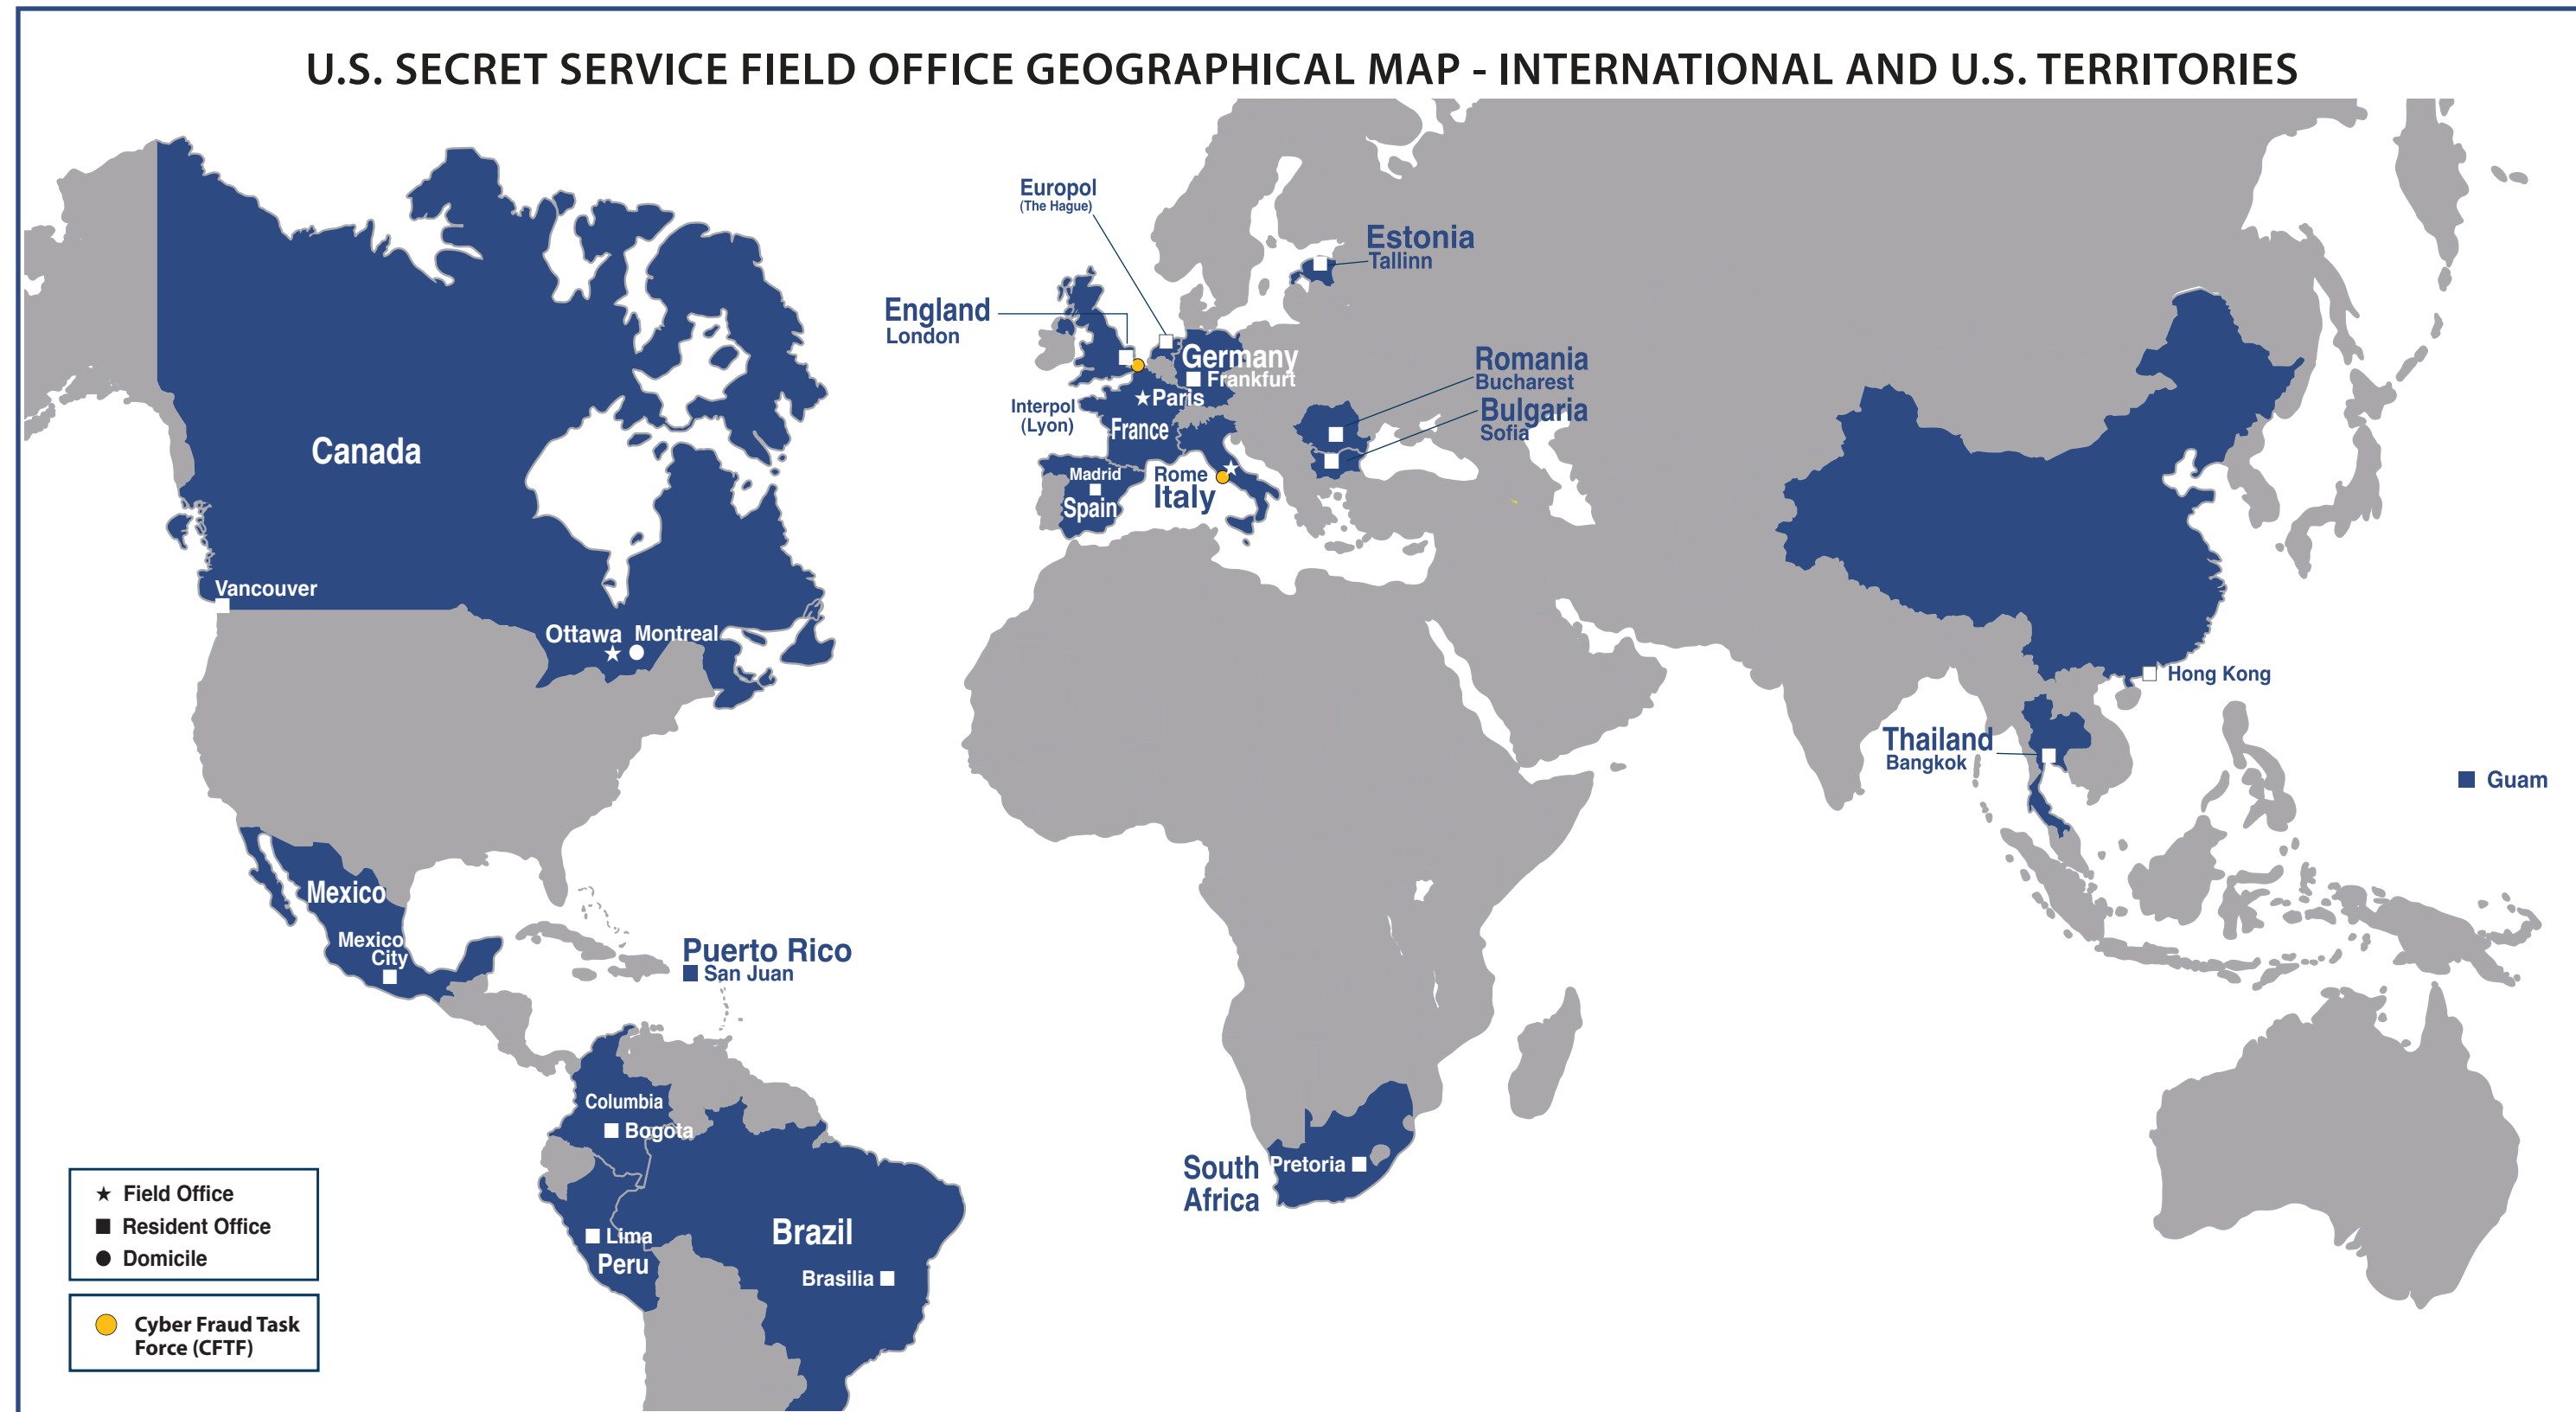 U.S. SECRET SERVICE FIELD OFFICE GEOGRAPHICAL MAP - INTERNATIONAL AND U.S. TERRITORIES
Europol
(The Hague)
Estonia
Tallinn
England
London
Germany
Frankfurt
Romania
Bucharest
Paris
Interpol
(Lyon)
France
Bulgaria
Sofia
Canada
Madrid
Spain
Rome
Italy
Vancouver
Ottawa
Montreal
Hong Kong
Thailand
Bangkok
Guam
Mexico
Mexico
City
Puerto Rico
San Juan
Columbia
Bogota
South
Africa
Pretoria
Lima
Peru
Brazil
Brasilia
Field Office
Resident Office
Domicile
Cyber Fraud Task
Force (CFTF)